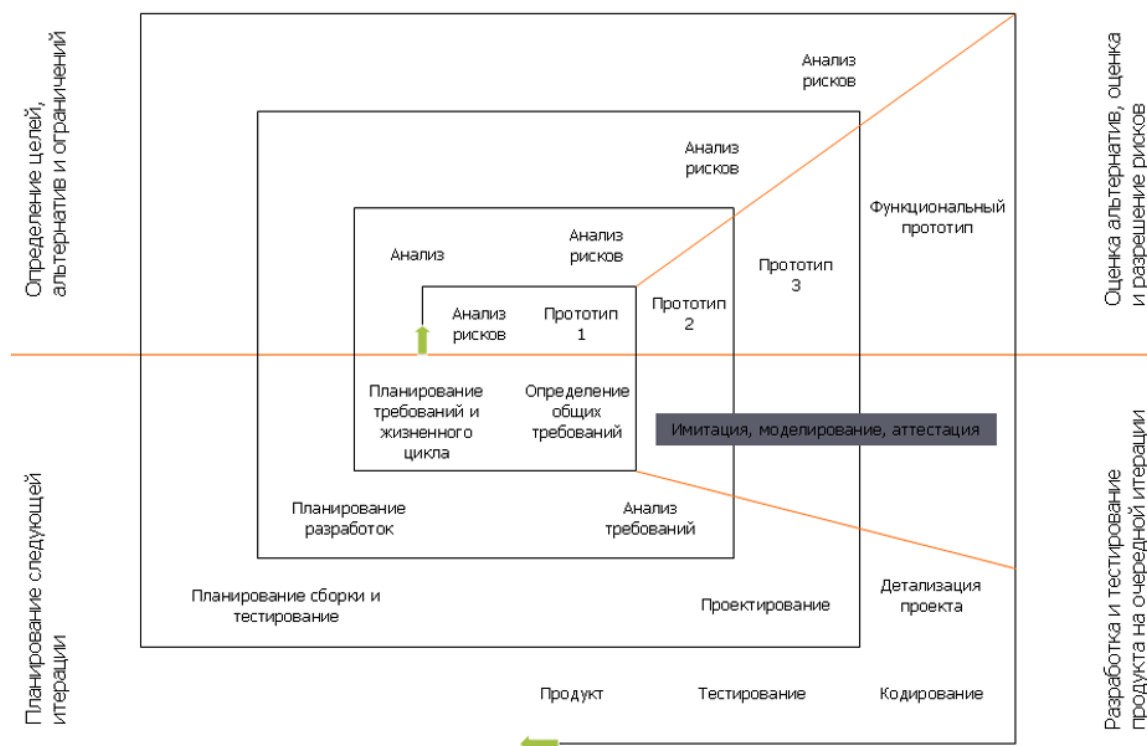 Определение целей,
альтернатив и ограничений
Оценка альтернатив, оценка
и разрешение рисков
Анализ
рисков
Анализ
рисков
Функциональный
прототип
Анализ
Анализ
рисков
Прототип
3
Анализ
рисков
Прототип
1
Прототип
2
Планирование
требований и
жизненного
цикла
Определение
общих
требований
Имитация, моделирование, аттестация
Планирование
разработок
Анализ
требований
Планирование сборки и
тестирование
Проектирование
Детализация
проекта
Продукт
Тестирование
Кодирование
Планирование следующей
итерации
Разработка и тестирование
продукта на очередной итерации